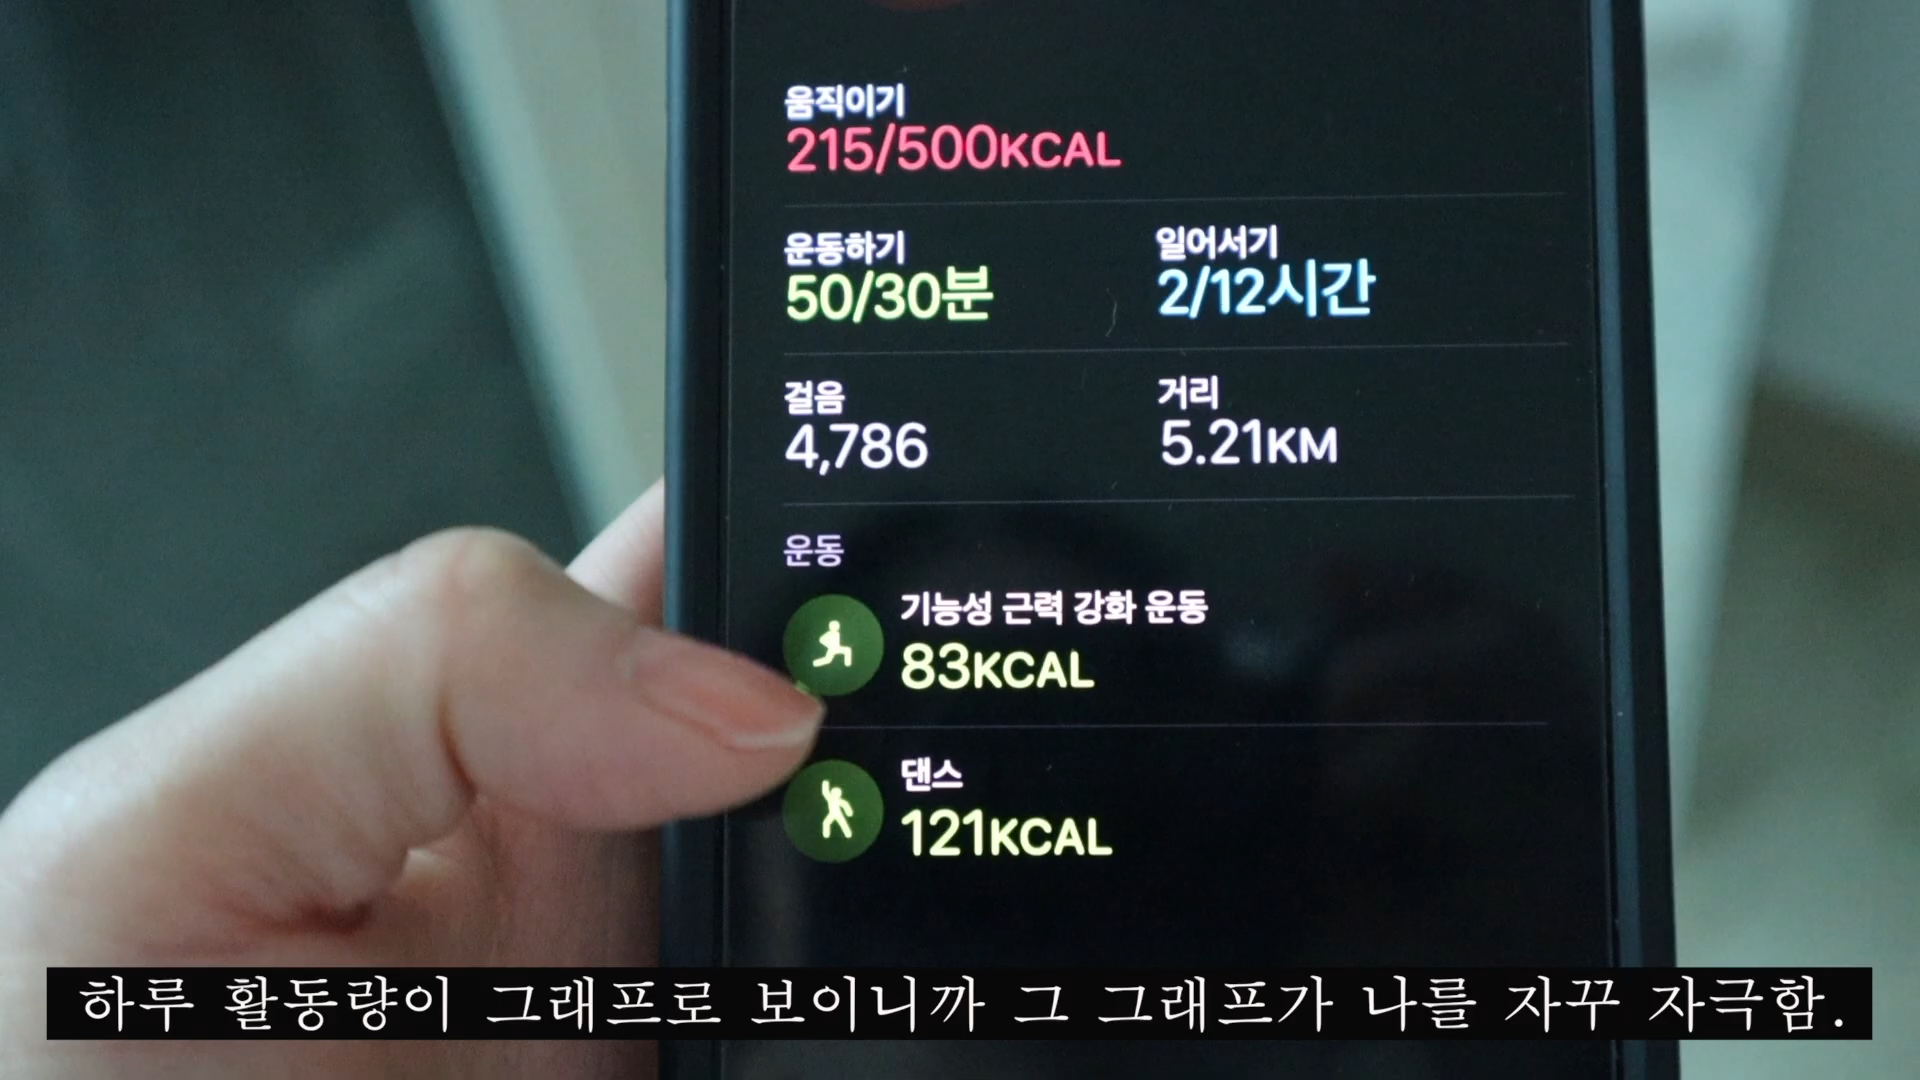 움직이기
215/500KCAL
운동하기
50/30분
일어서기
2/12시간
걸음
4,786
거리
5.21KM
운동
기능성 근력 강화 운동
83KCAL
댄스
121KCAL
하루 활동량이 그래프로 보이니까 그 그래프가 나를 자꾸 자극함.